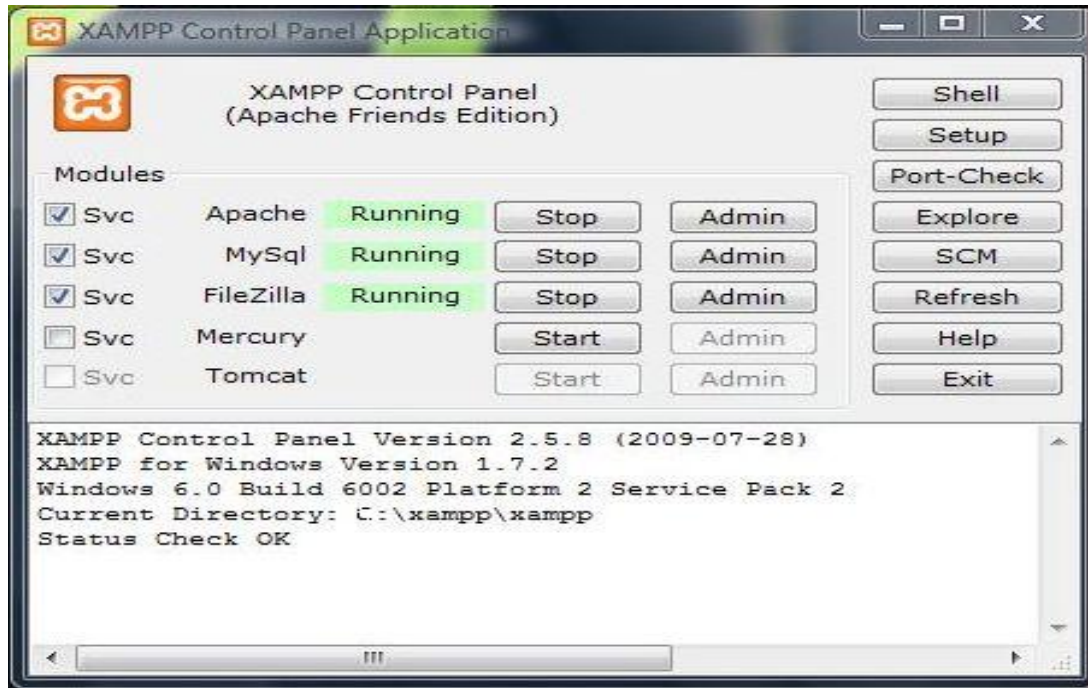 XAMPP Control Panel Application
XAMPP Control Panel
(Apache Friends Edition)
Shell
Setup
Port-Check
Explore
SCM
Refresh
Help
Exit
Modules
Svc Apache Running Stop Admin
Svc MySql Running Stop Admin
Svc FileZilla Running Stop Admin
Svc Mercury Start Admin
Svc Tomcat Start Admin
XAMPP Control Panel Version 2.5.8 (2009-07-28)
XAMPP for Windows Version 1.7.2
Windows 6.0 Build 6002 Platform 2 Service Pack 2
Current Directory: C:\xampp\xampp
Status Check OK